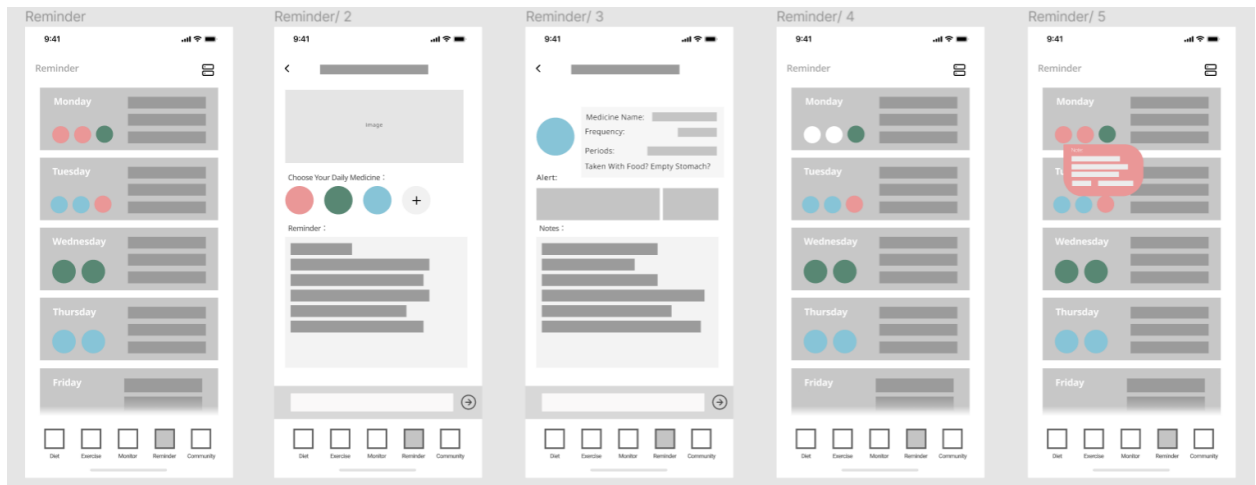 Reminder
9:41
Reminder
Monday
Tuesday
Wednesday
Thursday
Friday
Diet Exercise Monitor Reminder Community
Reminder/ 2
9:41
Image
Choose Your Daily Medicine :
+
Reminder :
Diet Exercise Monitor Reminder Community
Reminder/ 3
9:41
Medicine Name:
Frequency:
Periods:
Taken With Food? Empty Stomach?
Alert:
Notes :
Diet Exercise Monitor Reminder Community
Reminder/ 4
9:41
Reminder
Monday
Tuesday
Wednesday
Thursday
Friday
Diet Exercise Monitor Reminder Community
Reminder/ 5
9:41
Reminder
Monday
Tu
Wednesday
Thursday
Friday
Diet Exercise Monitor Reminder Community